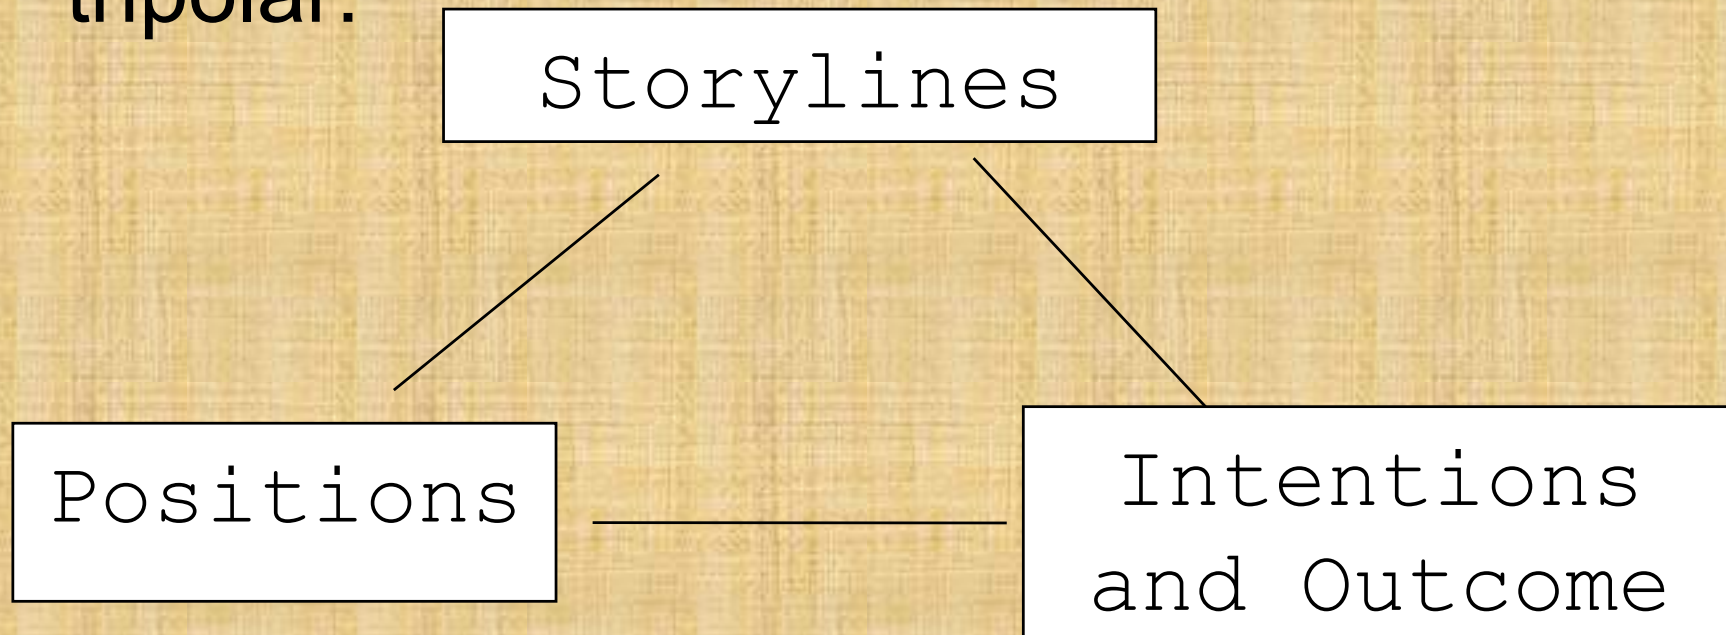 tripolar:
Storylines
Positions
Intentions
and Outcome